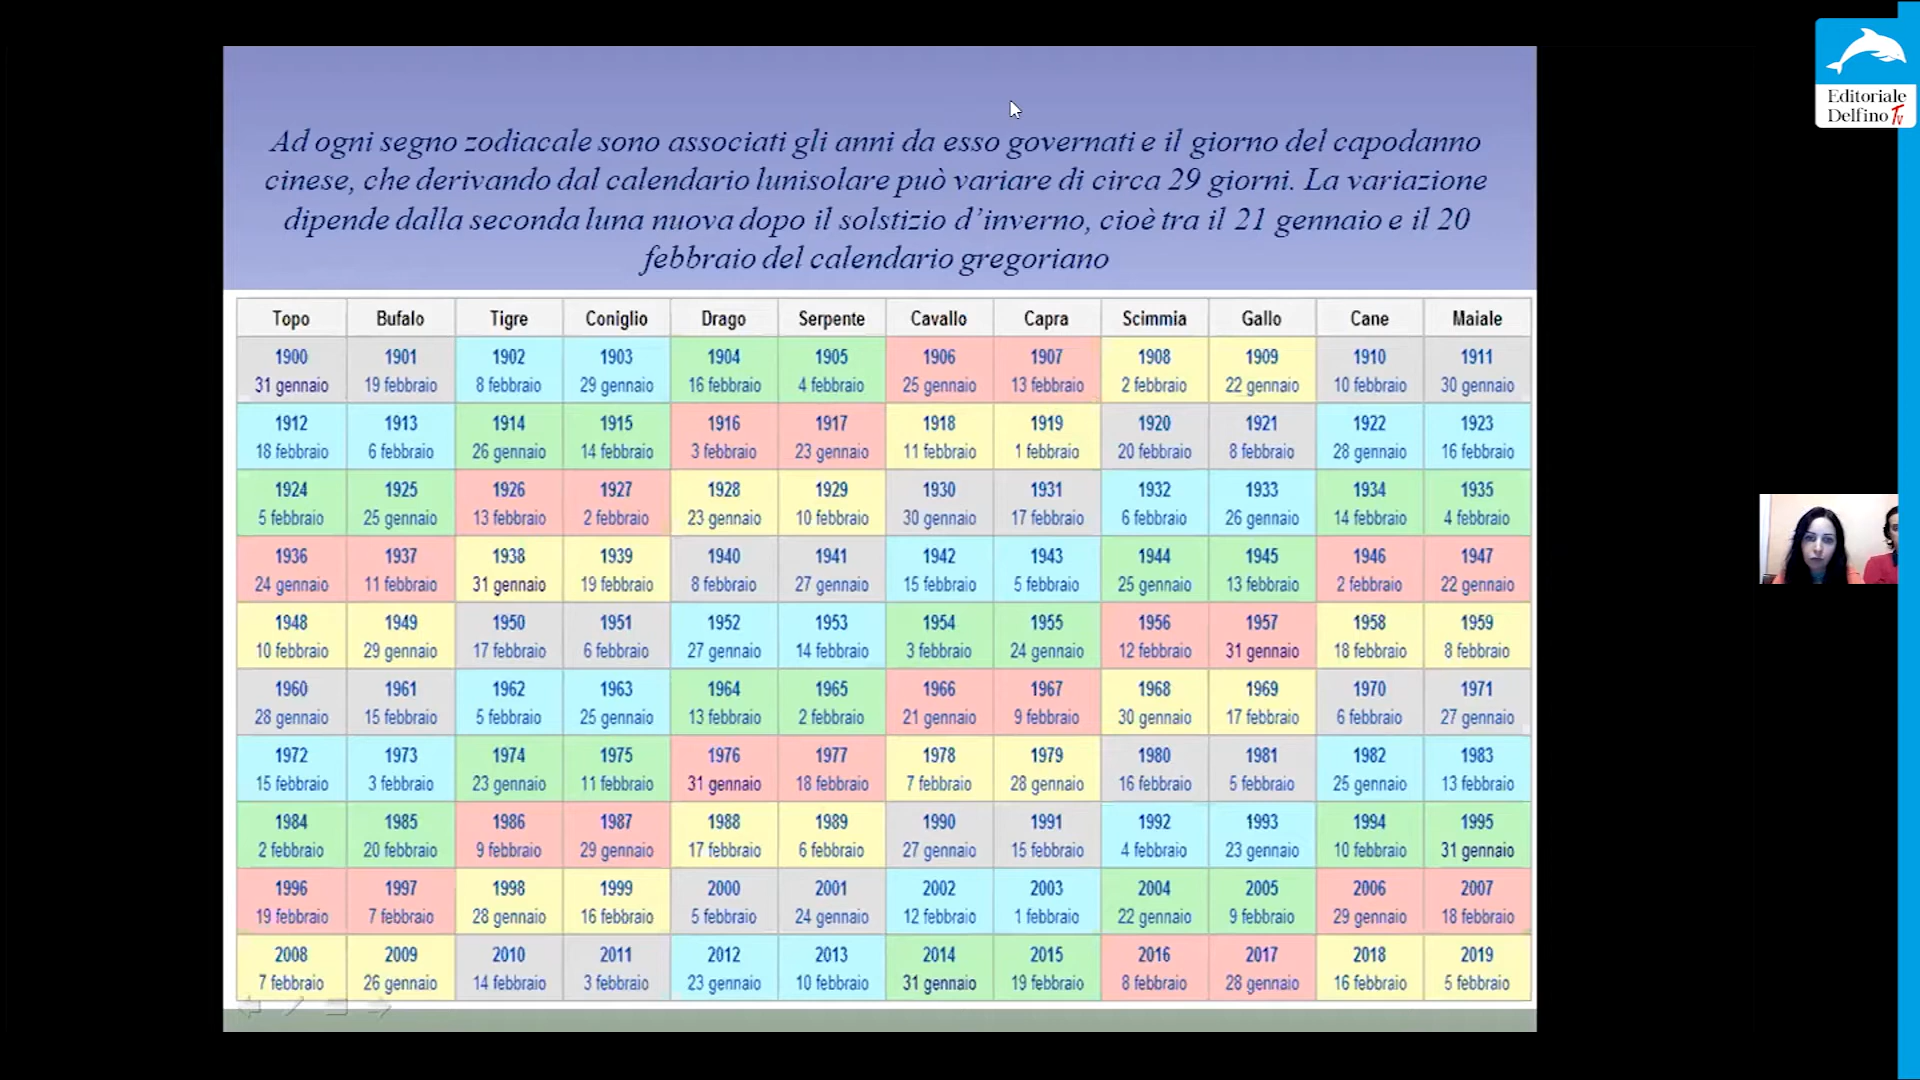 Editoriale
Delfino Tv
Ad ogni segno zodiacale sono associati gli anni da esso governati e il giorno del capodanno
cinese, che derivando dal calendario lunisolare può variare di circa 29 giorni. La variazione
dipende dalla seconda luna nuova dopo il solstizio d'inverno, cioè tra il 21 gennaio e il 20
febbraio del calendario gregoriano
Topo Bufalo Tigre Coniglio Drago Serpente Cavallo Capra Scimmia Gallo Cane Maiale
1900 1901 1902 1903 1904 1905 1906 1907 1908 1909 1910 1911
31 gennaio 19 febbraio 8 febbraio 29 gennaio 16 febbraio 4 febbraio 25 gennaio 13 febbraio 2 febbraio 22 gennaio 10 febbraio 30 gennaio
1912 1913 1914 1915 1916 1917 1918 1919 1920 1921 1922 1923
18 febbraio 6 febbraio 26 gennaio 14 febbraio 3 febbraio 23 gennaio 11 febbraio 1 febbraio 20 febbraio 8 febbraio 28 gennaio 16 febbraio
1924 1925 1926 1927 1928 1929 1930 1931 1932 1933 1934 1935
5 febbraio 25 gennaio 13 febbraio 2 febbraio 23 gennaio 10 febbraio 30 gennaio 17 febbraio 6 febbraio 26 gennaio 14 febbraio 4 febbraio
1936 1937 1938 1939 1940 1941 1942 1943 1944 1945 1946 1947
24 gennaio 11 febbraio 31 gennaio 19 febbraio 8 febbraio 27 gennaio 15 febbraio 5 febbraio 25 gennaio 13 febbraio 2 febbraio 22 gennaio
1948 1949 1950 1951 1952 1953 1954 1955 1956 1957 1958 1959
10 febbraio 29 gennaio 17 febbraio 6 febbraio 27 gennaio 14 febbraio 3 febbraio 24 gennaio 12 febbraio 31 gennaio 18 febbraio 8 febbraio
1960 1961 1962 1963 1964 1965 1966 1967 1968 1969 1970 1971
28 gennaio 15 febbraio 5 febbraio 25 gennaio 13 febbraio 2 febbraio 21 gennaio 9 febbraio 30 gennaio 17 febbraio 6 febbraio 27 gennaio
1972 1973 1974 1975 1976 1977 1978 1979 1980 1981 1982 1983
15 febbraio 3 febbraio 23 gennaio 11 febbraio 31 gennaio 18 febbraio 7 febbraio 28 gennaio 16 febbraio 5 febbraio 25 gennaio 13 febbraio
1984 1985 1986 1987 1988 1989 1990 1991 1992 1993 1994 1995
2 febbraio 20 febbraio 9 febbraio 29 gennaio 17 febbraio 6 febbraio 27 gennaio 15 febbraio 4 febbraio 23 gennaio 10 febbraio 31 gennaio
1996 1997 1998 1999 2000 2001 2002 2003 2004 2005 2006 2007
19 febbraio 7 febbraio 28 gennaio 16 febbraio 5 febbraio 24 gennaio 12 febbraio 1 febbraio 22 gennaio 9 febbraio 29 gennaio 18 febbraio
2008 2009 2010 2011 2012 2013 2014 2015 2016 2017 2018 2019
7 febbraio 26 gennaio 14 febbraio 3 febbraio 23 gennaio 10 febbraio 31 gennaio 19 febbraio 8 febbraio 28 gennaio 16 febbraio 5 febbraio